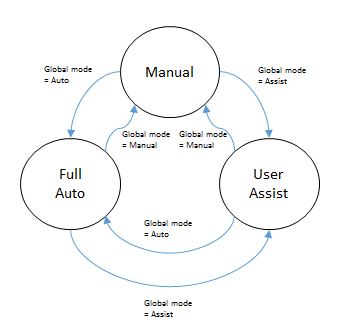 Manual
Global mode
= Auto
Global mode
= Assist
Global mode
= Manual
Global mode
= Manual
Full
Auto
User
Assist
Global mode
= Auto
Global mode
= Assist